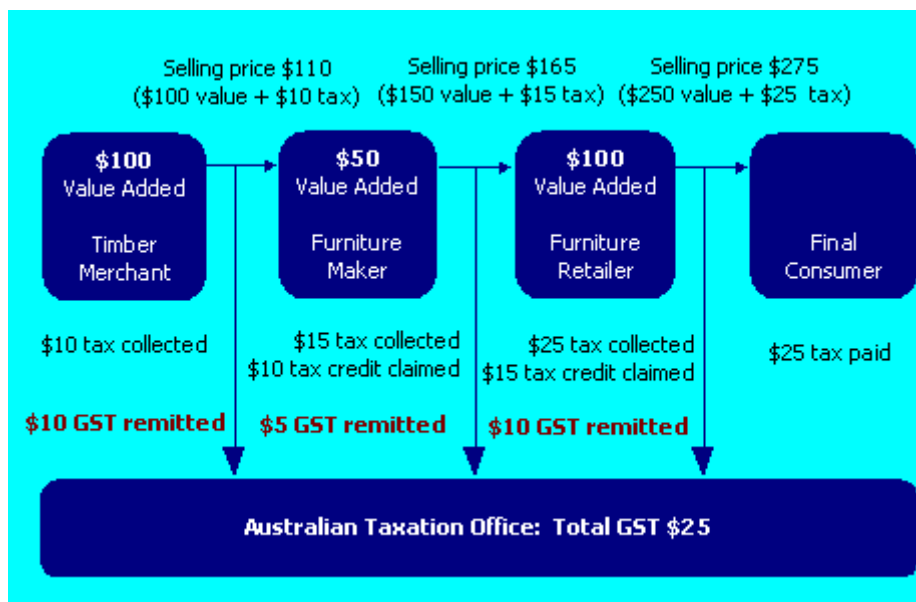 Selling price $110
($100 value + $10 tax)
Selling price $165
($150 value + $15 tax)
Selling price $275
($250 value + $25 tax)
$100
Value Added
Timber
Merchant
$50
Value Added
Furniture
Maker
$100
Value Added
Furniture
Retailer
Final
Consumer
$10 tax collected
$15 tax collected
$10 tax credit claimed
$25 tax collected
$15 tax credit claimed
$25 tax paid
$10 GST remitted
$5 GST remitted
$10 GST remitted
Australian Taxation Office: Total GST $25